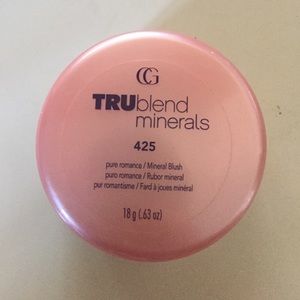 CG
TRUblend
minerals
425
pure romance / Mineral Blush
puro romance / Rubor mineral
pur romantisme / Fard à joues minéral
18 g (.63 oz)